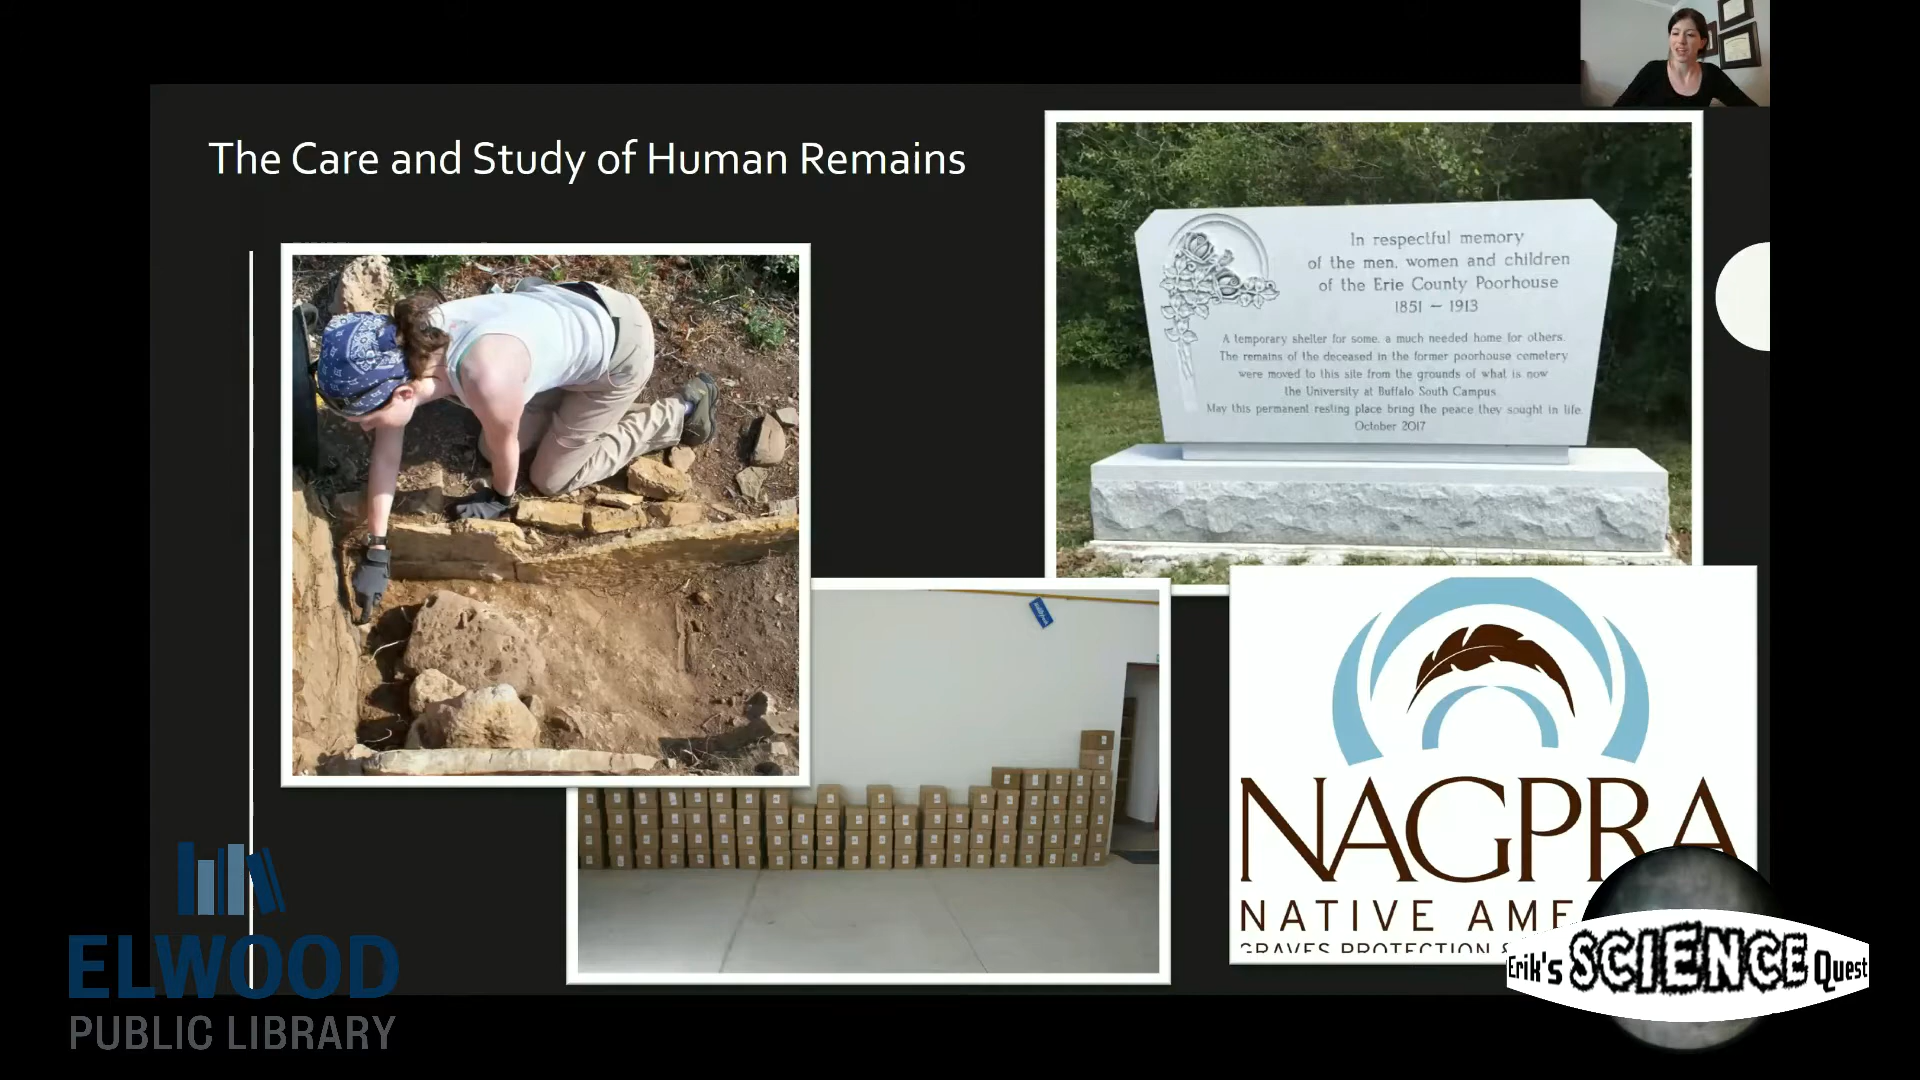 The Care and Study of Human Remains
In respectful memory
of the men, women and children
of the Erie County Poorhouse
1851 — 1913
A temporary shelter for some, a much needed home for others.
The remains of the deceased in the former poorhouse cemetery
were moved to this site from the grounds of what is now
the University at Buffalo South Campus
May this permanent resting place bring the peace they sought in life.
October 2017
NAGPRA
NATIVE AME
GRAVES PROTECTION &
ELWOOD
PUBLIC LIBRARY
Erik's SCIENCE Quest